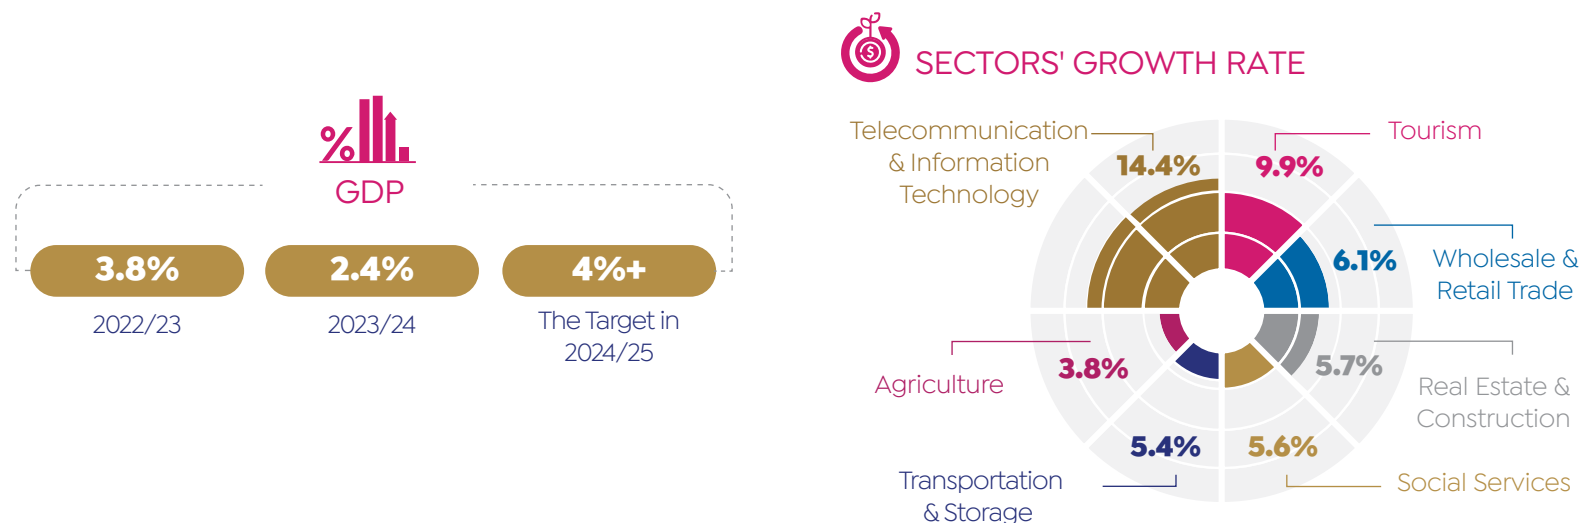 %
GDP
3.8%
2022/23
2.4%
2023/24
4%+
The Target in
2024/25
$
SECTORS' GROWTH RATE
Telecommunication
& Information
Technology
14.4%
9.9%
Tourism
6.1%
Wholesale &
Retail Trade
5.7%
Real Estate &
Construction
5.6%
Social Services
5.4%
Transportation
& Storage
3.8%
Agriculture